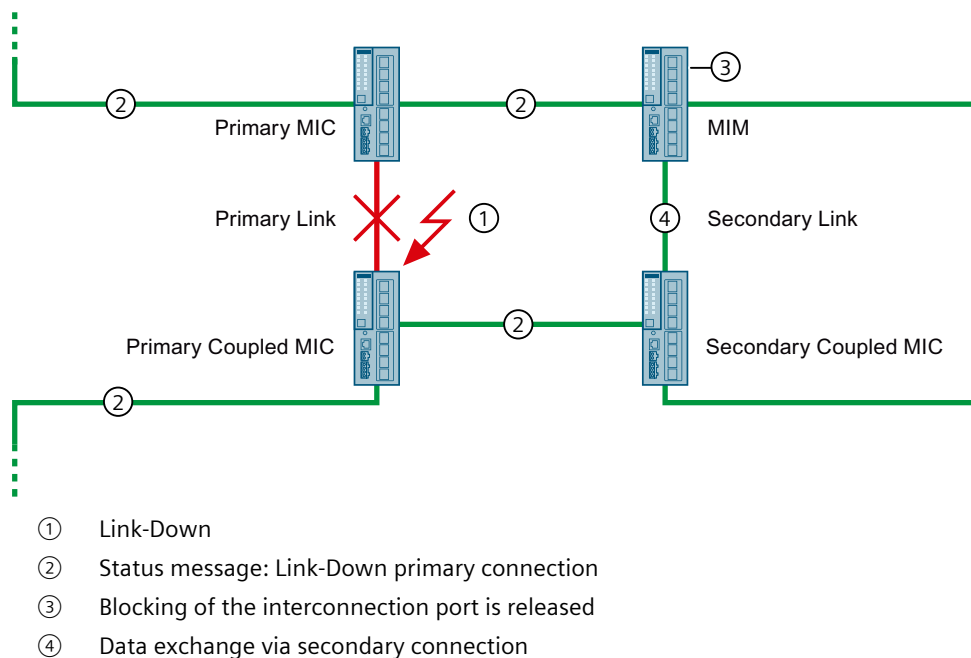 ② ② ③
Primary MIC MIM
Primary Link ① ④ Secondary Link
②
Primary Coupled MIC Secondary Coupled MIC
②
① Link-Down
② Status message: Link-Down primary connection
③ Blocking of the interconnection port is released
④ Data exchange via secondary connection